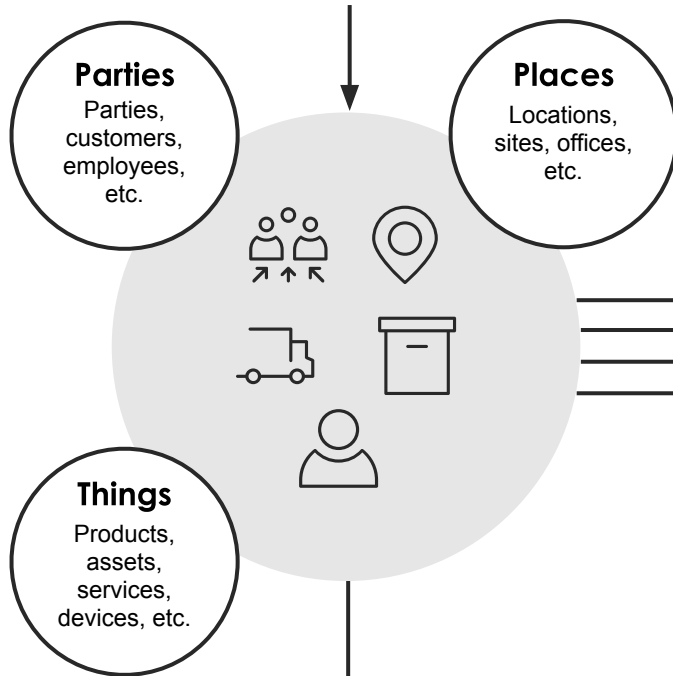 Parties
Parties,
customers,
employees,
etc.
Places
Locations,
sites, offices,
etc.
Things
Products,
assets,
services,
devices, etc.